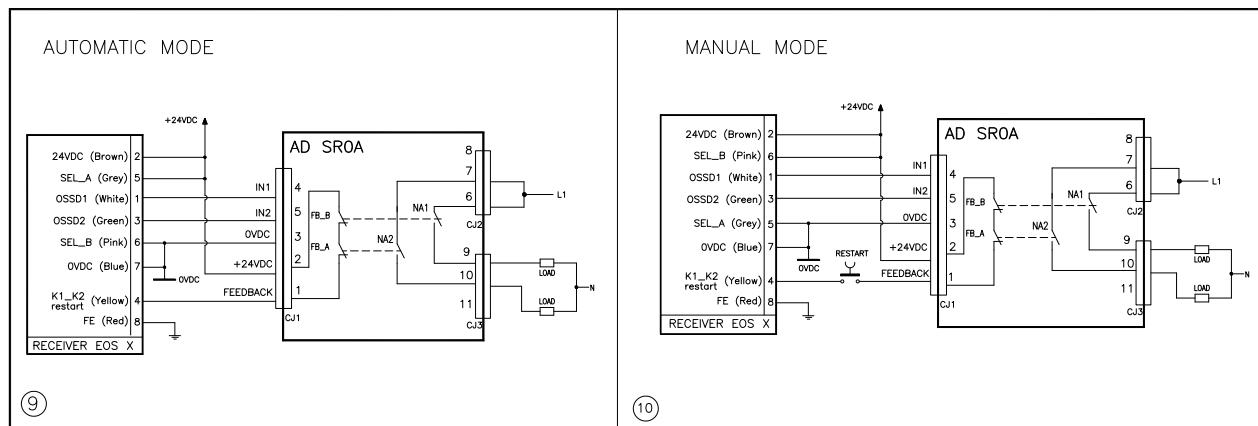 AUTOMATIC MODE
+24VDC
24VDC (Brown) 2
SEL_A (Grey) 5
OSSD1 (White) 1
OSSD2 (Green) 3
SEL_B (Pink) 6
0VDC (Blue) 7
K1_K2 (Yellow) 4
restart
FE (Red) 8
RECEIVER EOS X
0VDC
IN1
IN2
0VDC
+24VDC
FEEDBACK
AD SR0A
4
5
3
2
1
CJ1
FB_B
FB_A
NA1
NA2
8
7
6
CJ2
9
10
11
CJ3
L1
LOAD
LOAD
N
9
MANUAL MODE
+24VDC
24VDC (Brown) 2
SEL_B (Pink) 6
OSSD1 (White) 1
OSSD2 (Green) 3
SEL_A (Grey) 5
0VDC (Blue) 7
K1_K2 (Yellow) 4
restart
FE (Red) 8
RECEIVER EOS X
0VDC
RESTART
IN1
IN2
0VDC
+24VDC
FEEDBACK
AD SR0A
4
5
3
2
1
CJ1
FB_B
FB_A
NA1
NA2
8
7
6
CJ2
9
10
11
CJ3
L1
LOAD
LOAD
N
10